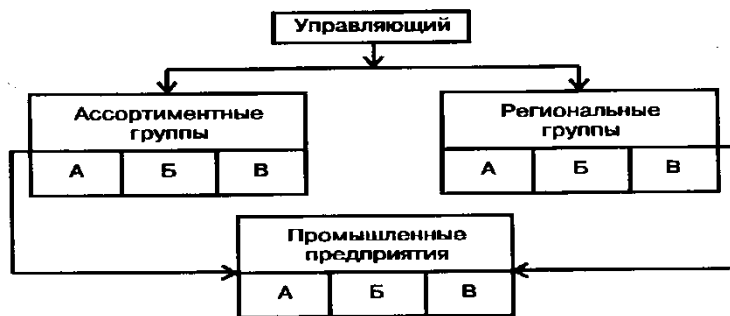 Управляющий
Ассортиментные
группы
А Б В
Региональные
группы
А Б В
Промышленные
предприятия
А Б В